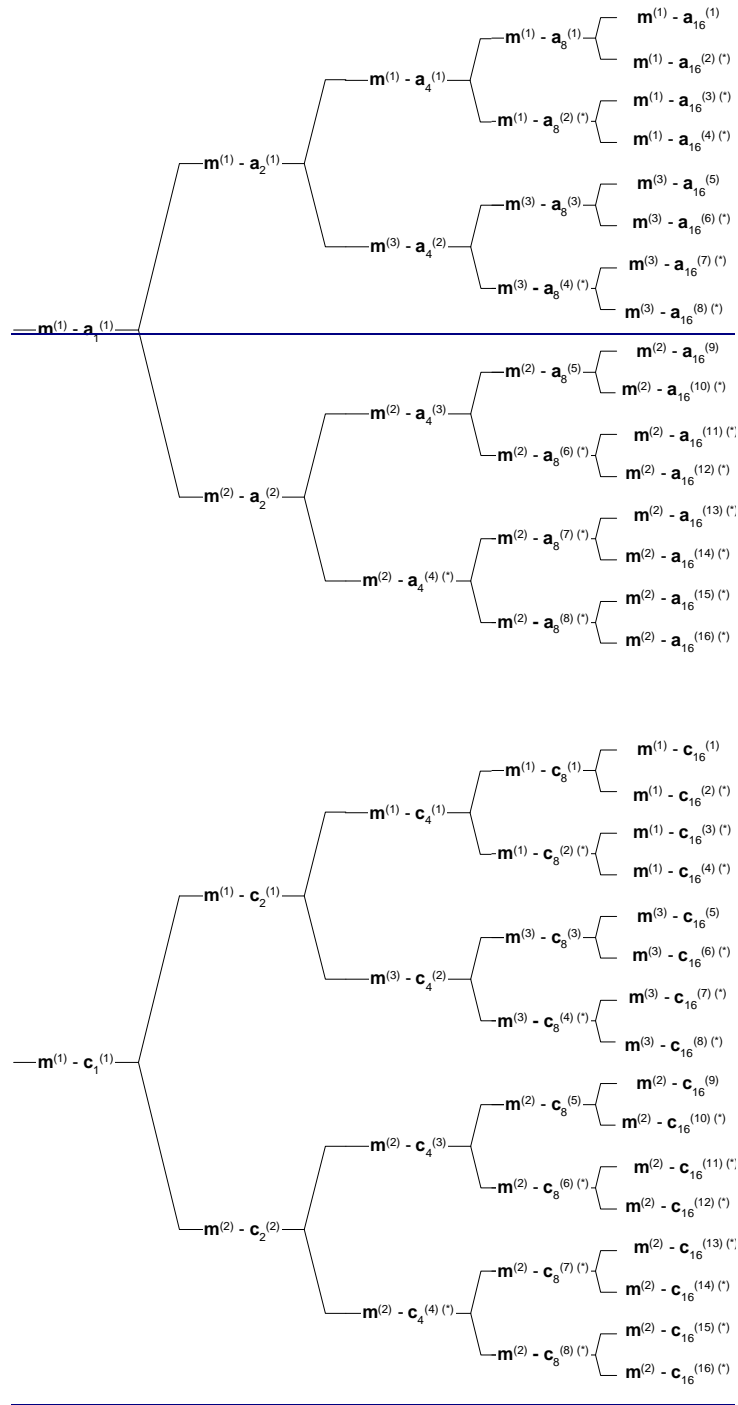 m(1) - a16(1)
m(1) - a8(1)
m(1) - a16(2) (*)
m(1) - a4(1)
m(1) - a16(3) (*)
m(1) - a8(2) (*)
m(1) - a16(4) (*)
m(1) - a2(1)
m(3) - a16(5)
m(3) - a8(3)
m(3) - a16(6) (*)
m(3) - a4(2)
m(3) - a16(7) (*)
m(3) - a8(4) (*)
m(3) - a16(8) (*)
m(1) - a1(1)
m(2) - a16(9)
m(2) - a8(5)
m(2) - a16(10) (*)
m(2) - a4(3)
m(2) - a16(11) (*)
m(2) - a8(6) (*)
m(2) - a16(12) (*)
m(2) - a2(2)
m(2) - a16(13) (*)
m(2) - a8(7) (*)
m(2) - a16(14) (*)
m(2) - a4(4) (*)
m(2) - a16(15) (*)
m(2) - a8(8) (*)
m(2) - a16(16) (*)
m(1) - c16(1)
m(1) - c8(1)
m(1) - c16(2) (*)
m(1) - c4(1)
m(1) - c16(3) (*)
m(1) - c8(2) (*)
m(1) - c16(4) (*)
m(1) - c2(1)
m(3) - c16(5)
m(3) - c8(3)
m(3) - c16(6) (*)
m(3) - c4(2)
m(3) - c16(7) (*)
m(3) - c8(4) (*)
m(3) - c16(8) (*)
m(1) - c1(1)
m(2) - c16(9)
m(2) - c8(5)
m(2) - c16(10) (*)
m(2) - c4(3)
m(2) - c16(11) (*)
m(2) - c8(6) (*)
m(2) - c16(12) (*)
m(2) - c2(2)
m(2) - c16(13) (*)
m(2) - c8(7) (*)
m(2) - c16(14) (*)
m(2) - c4(4) (*)
m(2) - c16(15) (*)
m(2) - c8(8) (*)
m(2) - c16(16) (*)